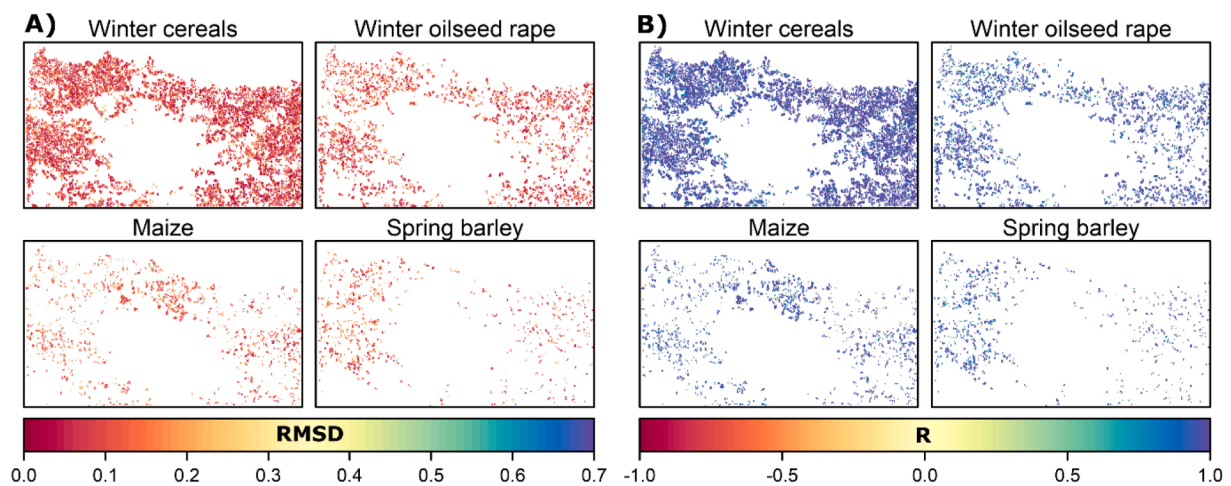 A)
Winter cereals
Winter oilseed rape
Maize
Spring barley
RMSD
0.0 0.1 0.2 0.3 0.4 0.5 0.6 0.7
B)
Winter cereals
Winter oilseed rape
Maize
Spring barley
R
-1.0 -0.5 0.0 0.5 1.0